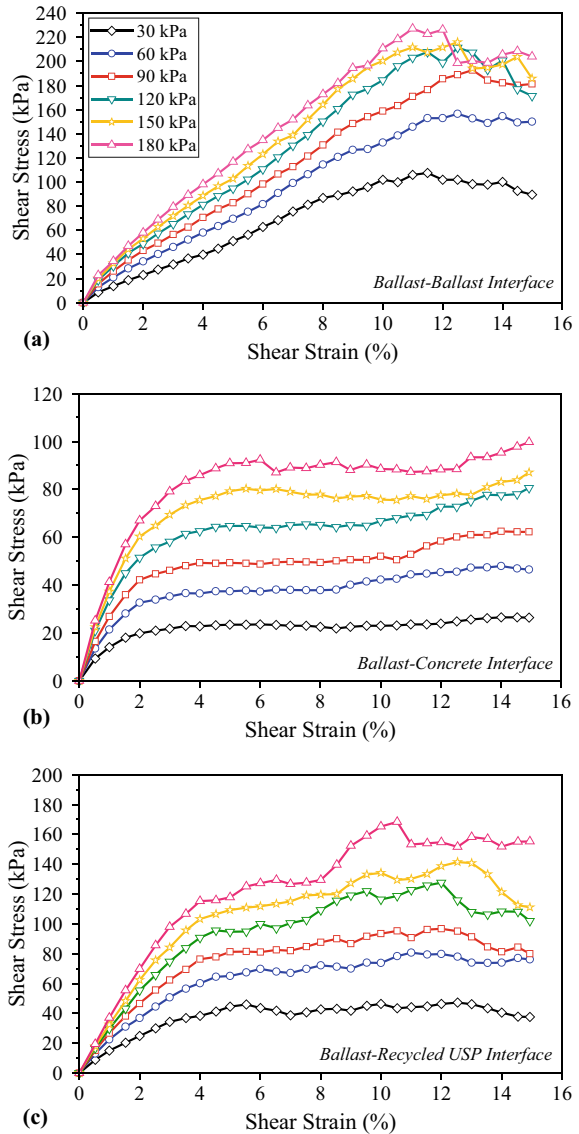 240
220
200
180
160
140
120
100
80
60
40
20
0
Shear Stress (kPa)
30 kPa
60 kPa
90 kPa
120 kPa
150 kPa
180 kPa
Ballast-Ballast Interface
0 2 4 6 8 10 12 14 16
(a)
Shear Strain (%)
120
100
80
60
40
20
0
Shear Stress (kPa)
Ballast-Concrete Interface
0 2 4 6 8 10 12 14 16
(b)
Shear Strain (%)
200
180
160
140
120
100
80
60
40
20
0
Shear Stress (kPa)
Ballast-Recycled USP Interface
0 2 4 6 8 10 12 14 16
(c)
Shear Strain (%)